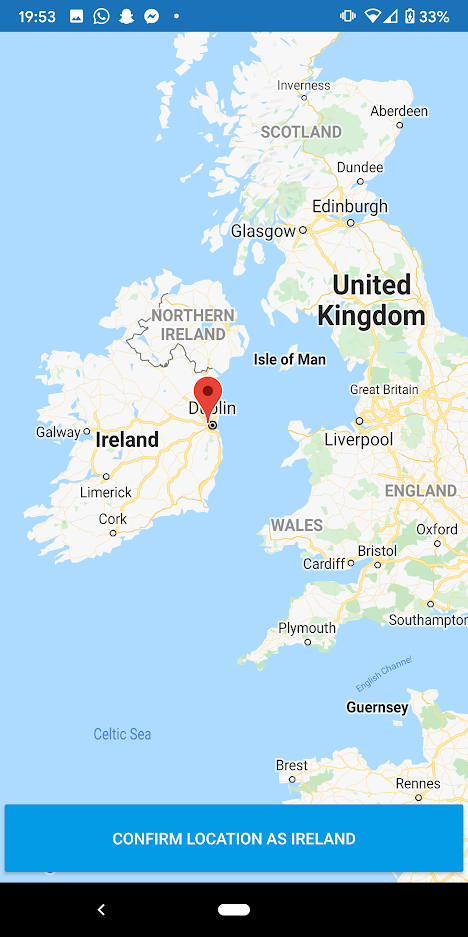 19:53
33%
Inverness
Aberdeen
SCOTLAND
Dundee
Edinburgh
Glasgow
United
Kingdom
NORTHERN
IRELAND
Isle of Man
Great Britain
Dublin
Galway
Ireland
Liverpool
Limerick
ENGLAND
Cork
WALES
Oxford
Bristol
Cardiff
Southampton
Plymouth
English Channel
Guernsey
Celtic Sea
Brest
Rennes
CONFIRM LOCATION AS IRELAND